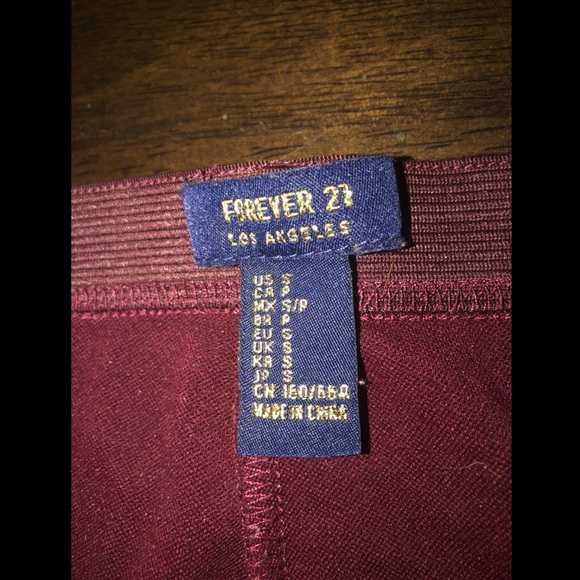 FOREVER 21
LOS ANGELES
US S
CA P
MX S/P
BR P
EU S
UK S
KR S
JP S
CN 160/66A
MADE IN CHINA